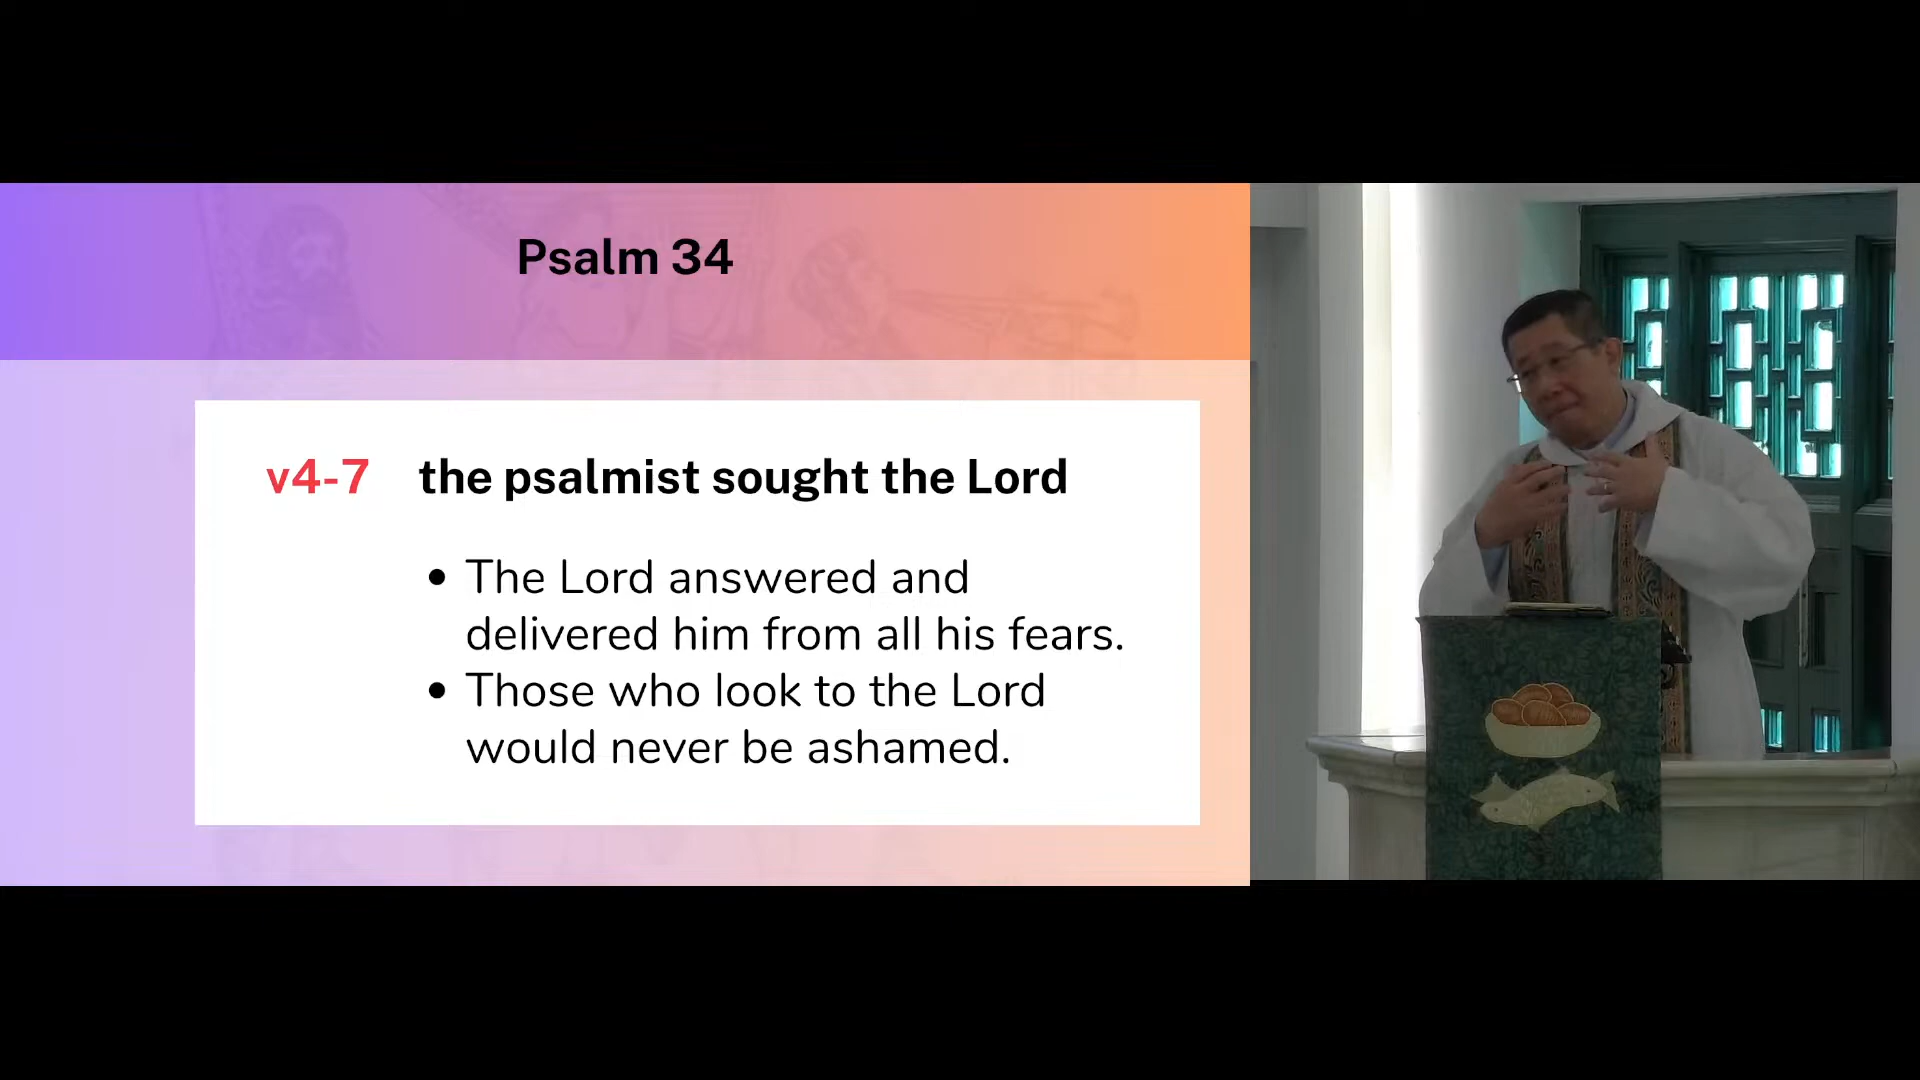 Psalm 34
v4-7 the psalmist sought the Lord
• The Lord answered and
delivered him from all his fears.
• Those who look to the Lord
would never be ashamed.